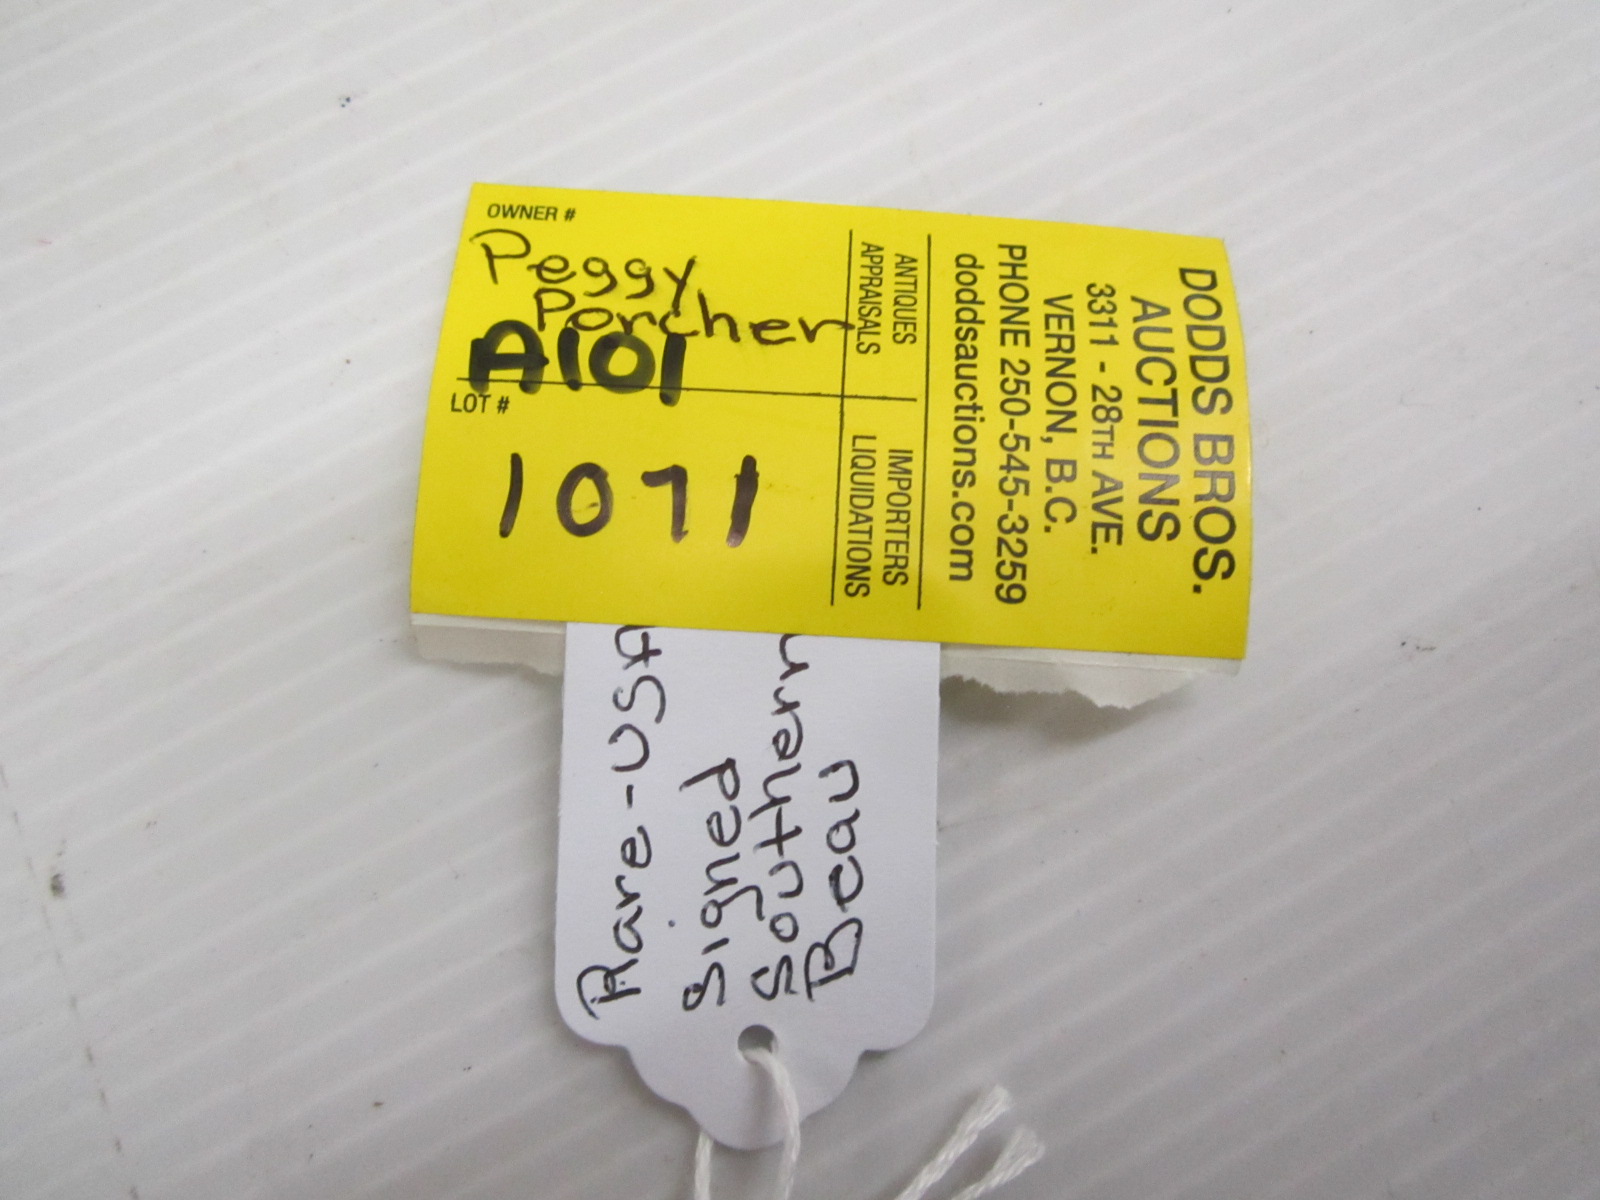 DODDS BROS.
AUCTIONS
3311 - 28TH AVE.
VERNON, B.C.
PHONE 250-545-3259
doddsauctions.com
ANTIQUES
APPRAISALS
IMPORTERS
LIQUIDATIONS
OWNER #
Peggy
Porcher
A101
LOT #
1071
Rare-USA
Signed
Southern
Beau